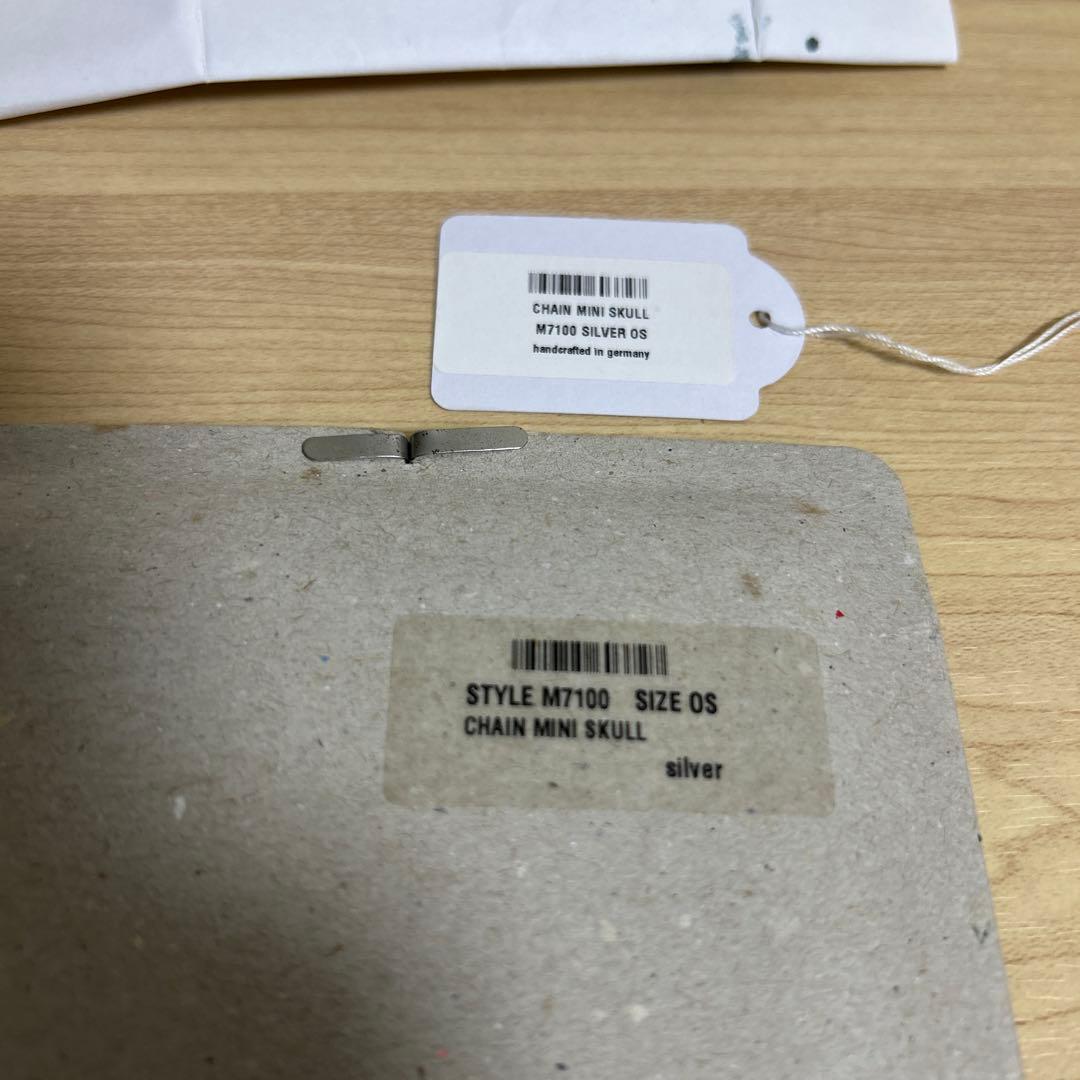 CHAIN MINI SKULL
M7100 SILVER OS
handcrafted in germany
STYLE M7100 SIZE OS
CHAIN MINI SKULL
silver